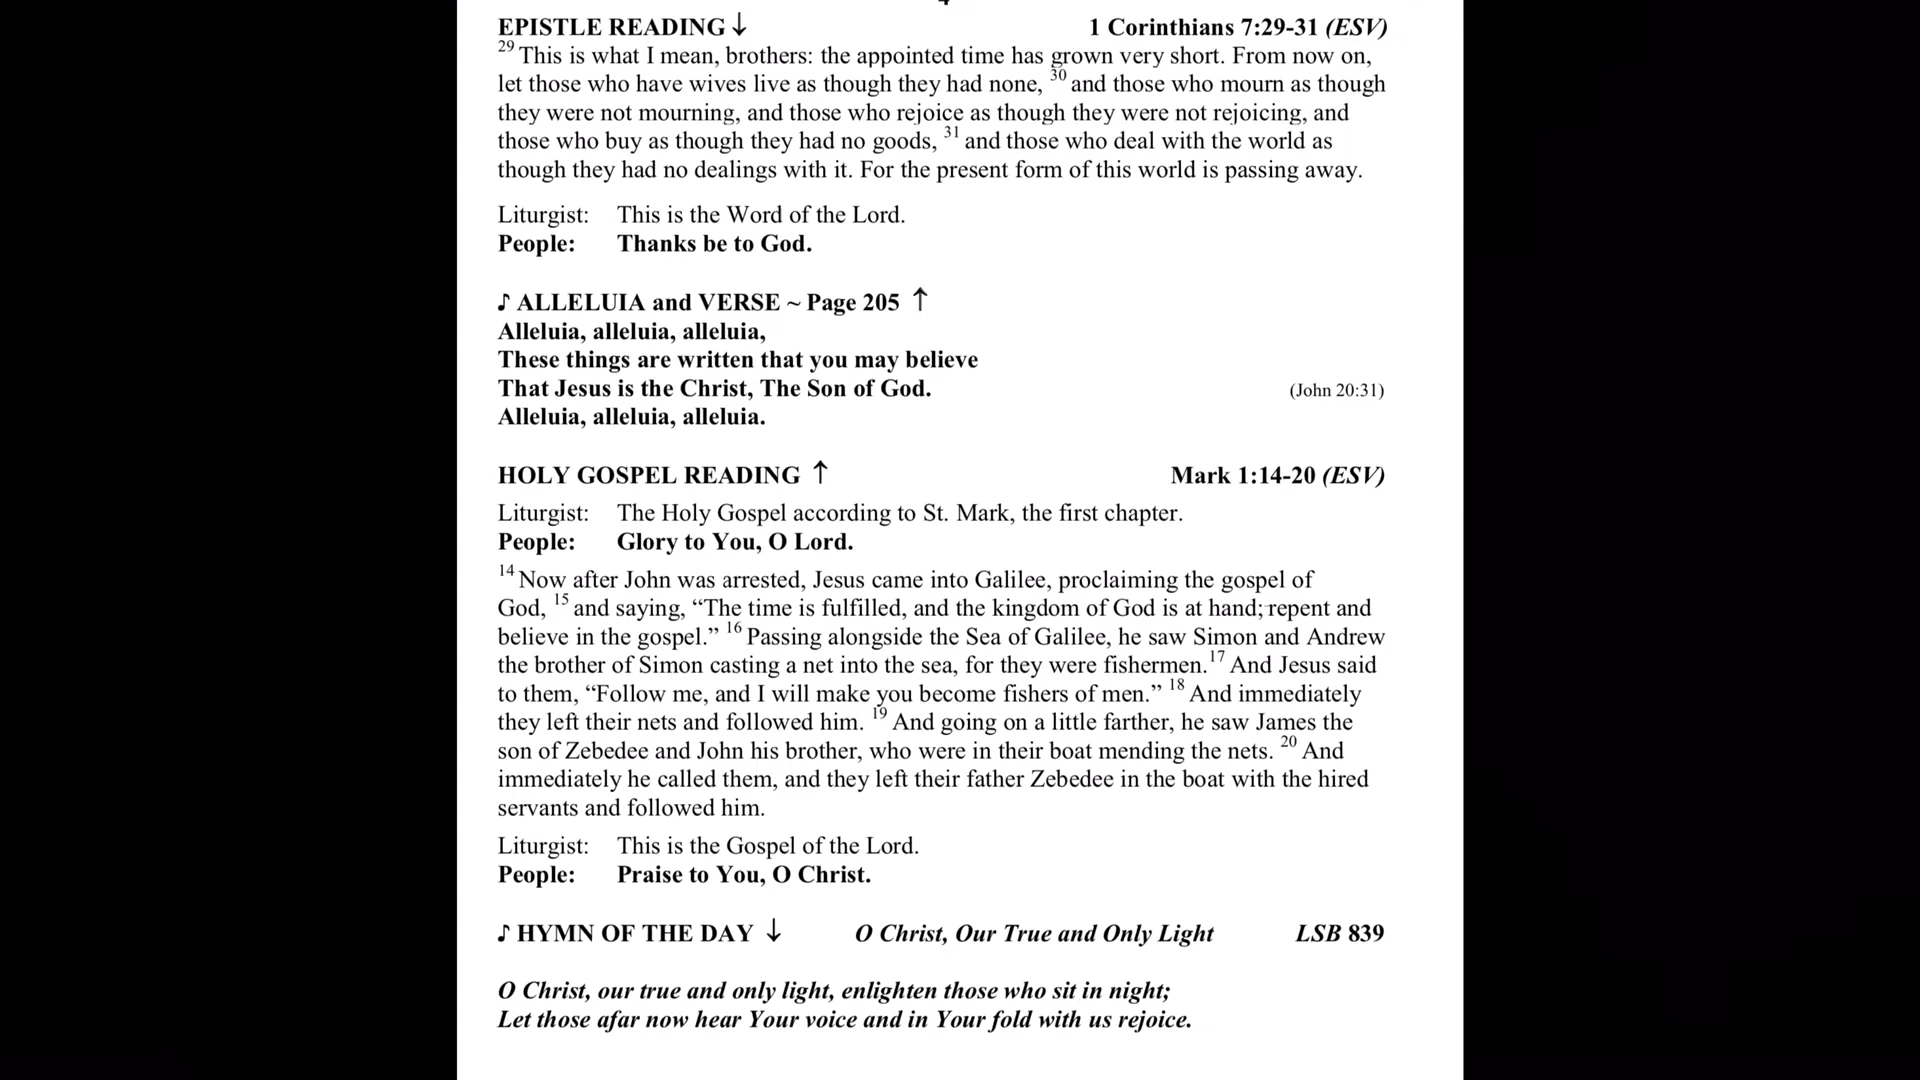 EPISTLE READING ↓ 1 Corinthians 7:29-31 (ESV)
29 This is what I mean, brothers: the appointed time has grown very short. From now on,
let those who have wives live as though they had none, 30 and those who mourn as though
they were not mourning, and those who rejoice as though they were not rejoicing, and
those who buy as though they had no goods, 31 and those who deal with the world as
though they had no dealings with it. For the present form of this world is passing away.
Liturgist: This is the Word of the Lord.
People: Thanks be to God.
♪ ALLELUIA and VERSE ~ Page 205 ↑
Alleluia, alleluia, alleluia,
These things are written that you may believe
That Jesus is the Christ, The Son of God. (John 20:31)
Alleluia, alleluia, alleluia.
HOLY GOSPEL READING ↑ Mark 1:14-20 (ESV)
Liturgist: The Holy Gospel according to St. Mark, the first chapter.
People: Glory to You, O Lord.
14 Now after John was arrested, Jesus came into Galilee, proclaiming the gospel of
God, 15 and saying, “The time is fulfilled, and the kingdom of God is at hand; repent and
believe in the gospel.” 16 Passing alongside the Sea of Galilee, he saw Simon and Andrew
the brother of Simon casting a net into the sea, for they were fishermen.17 And Jesus said
to them, “Follow me, and I will make you become fishers of men.” 18 And immediately
they left their nets and followed him. 19 And going on a little farther, he saw James the
son of Zebedee and John his brother, who were in their boat mending the nets. 20 And
immediately he called them, and they left their father Zebedee in the boat with the hired
servants and followed him.
Liturgist: This is the Gospel of the Lord.
People: Praise to You, O Christ.
♪ HYMN OF THE DAY ↓ O Christ, Our True and Only Light LSB 839
O Christ, our true and only light, enlighten those who sit in night;
Let those afar now hear Your voice and in Your fold with us rejoice.